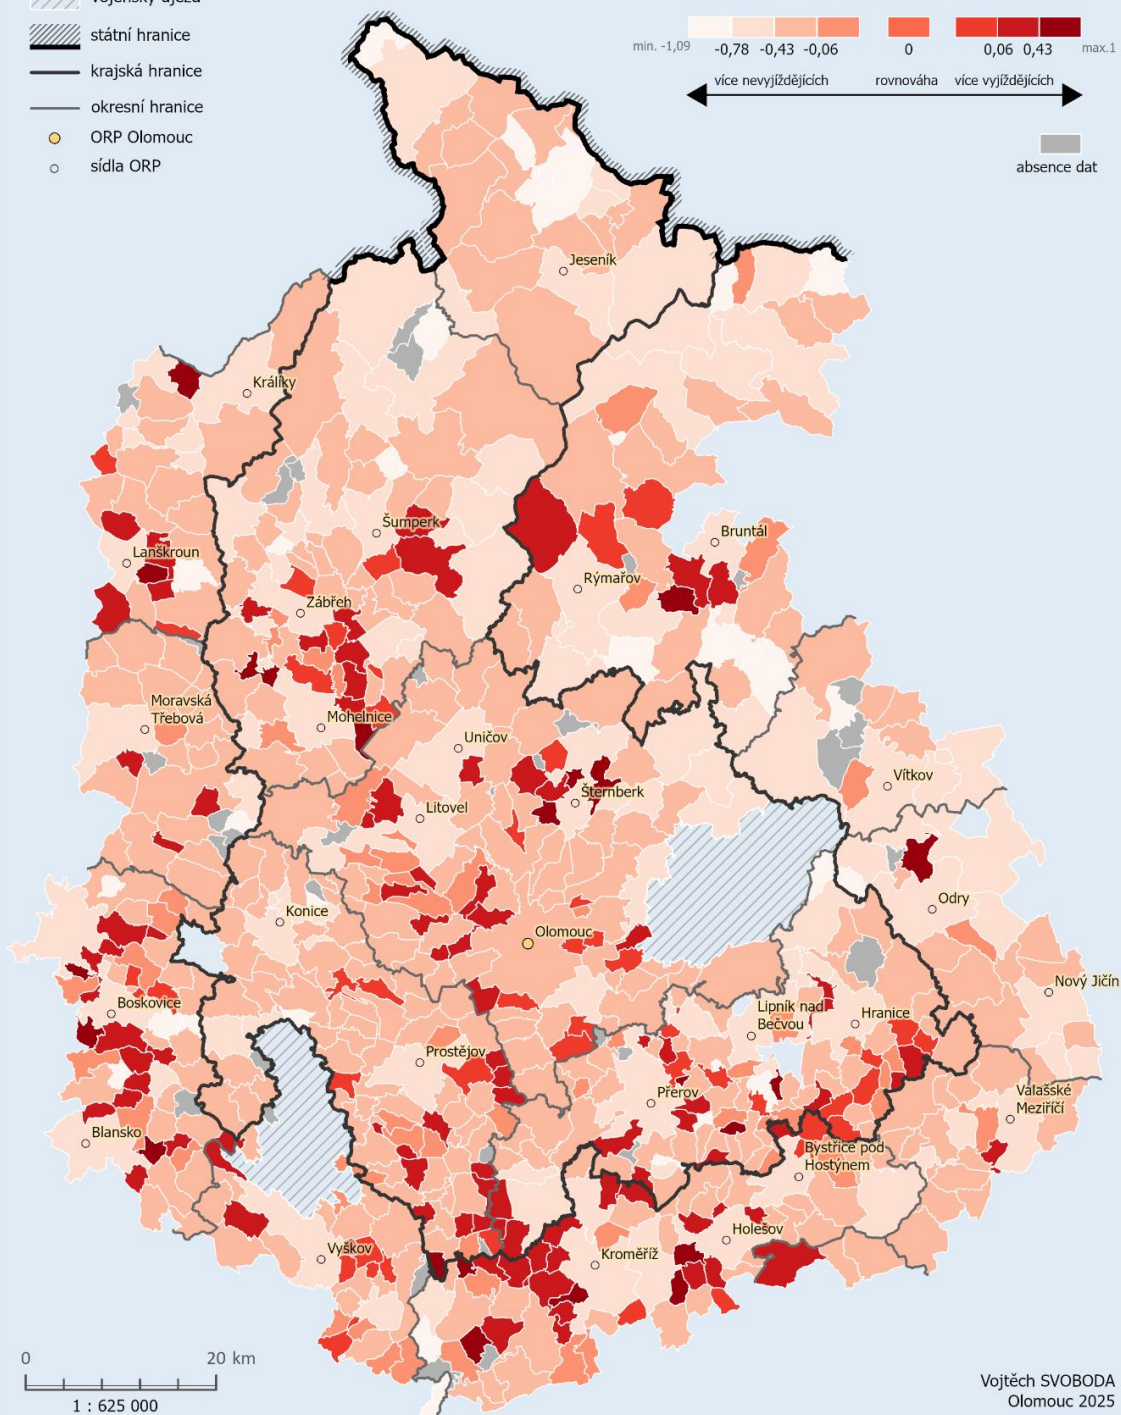 vojenský újezd
státní hranice
krajská hranice
okresní hranice
ORP Olomouc
sídla ORP
min. -1,09 -0,78 -0,43 -0,06 0 0,06 0,43 max.1
více nevyjíždějících rovnováha více vyjíždějících
absence dat
Jeseník
Králíky
Šumperk
Bruntál
Lanškroun
Rýmařov
Zábřeh
Moravská
Třebová
Mohelnice
Uničov
Vítkov
Šternberk
Litovel
Odry
Konice
Olomouc
Nový Jičín
Boskovice
Lipník nad
Bečvou
Hranice
Prostějov
Přerov
Valašské
Meziříčí
Blansko
Bystřice pod
Hostýnem
Holešov
Vyškov
Kroměříž
0 20 km
1 : 625 000
Vojtěch SVOBODA
Olomouc 2025